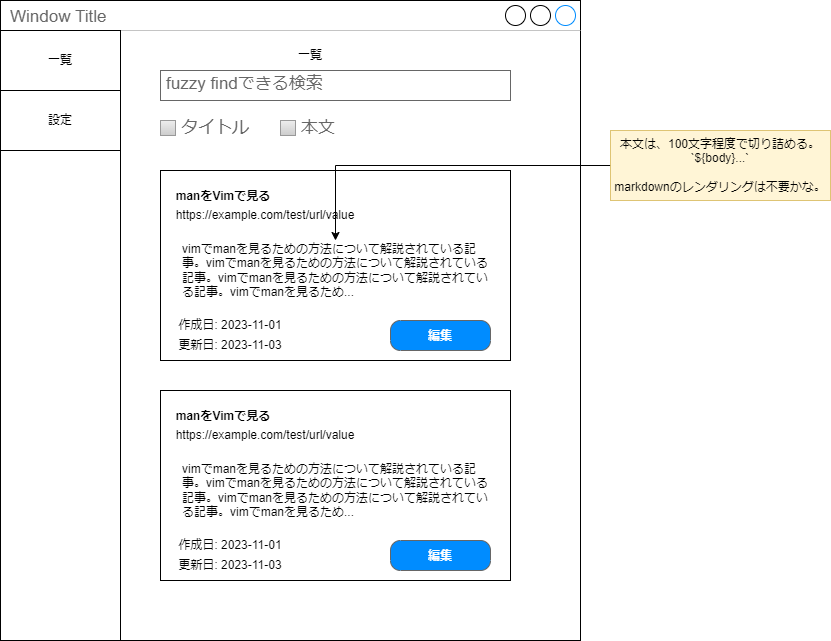 Window Title
一覧
設定
一覧
fuzzy findできる検索
タイトル
本文
manをVimで見る
https://example.com/test/url/value
vimでmanを見るための方法について解説されている記
事。vimでmanを見るための方法について解説されている
記事。vimでmanを見るための方法について解説されてい
る記事。vimでmanを見るため...
作成日: 2023-11-01
更新日: 2023-11-03
編集
manをVimで見る
https://example.com/test/url/value
vimでmanを見るための方法について解説されている記
事。vimでmanを見るための方法について解説されている
記事。vimでmanを見るための方法について解説されてい
る記事。vimでmanを見るため...
作成日: 2023-11-01
更新日: 2023-11-03
編集
本文は、100文字程度で切り詰める。
`${body}...`
markdownのレンダリングは不要かな。